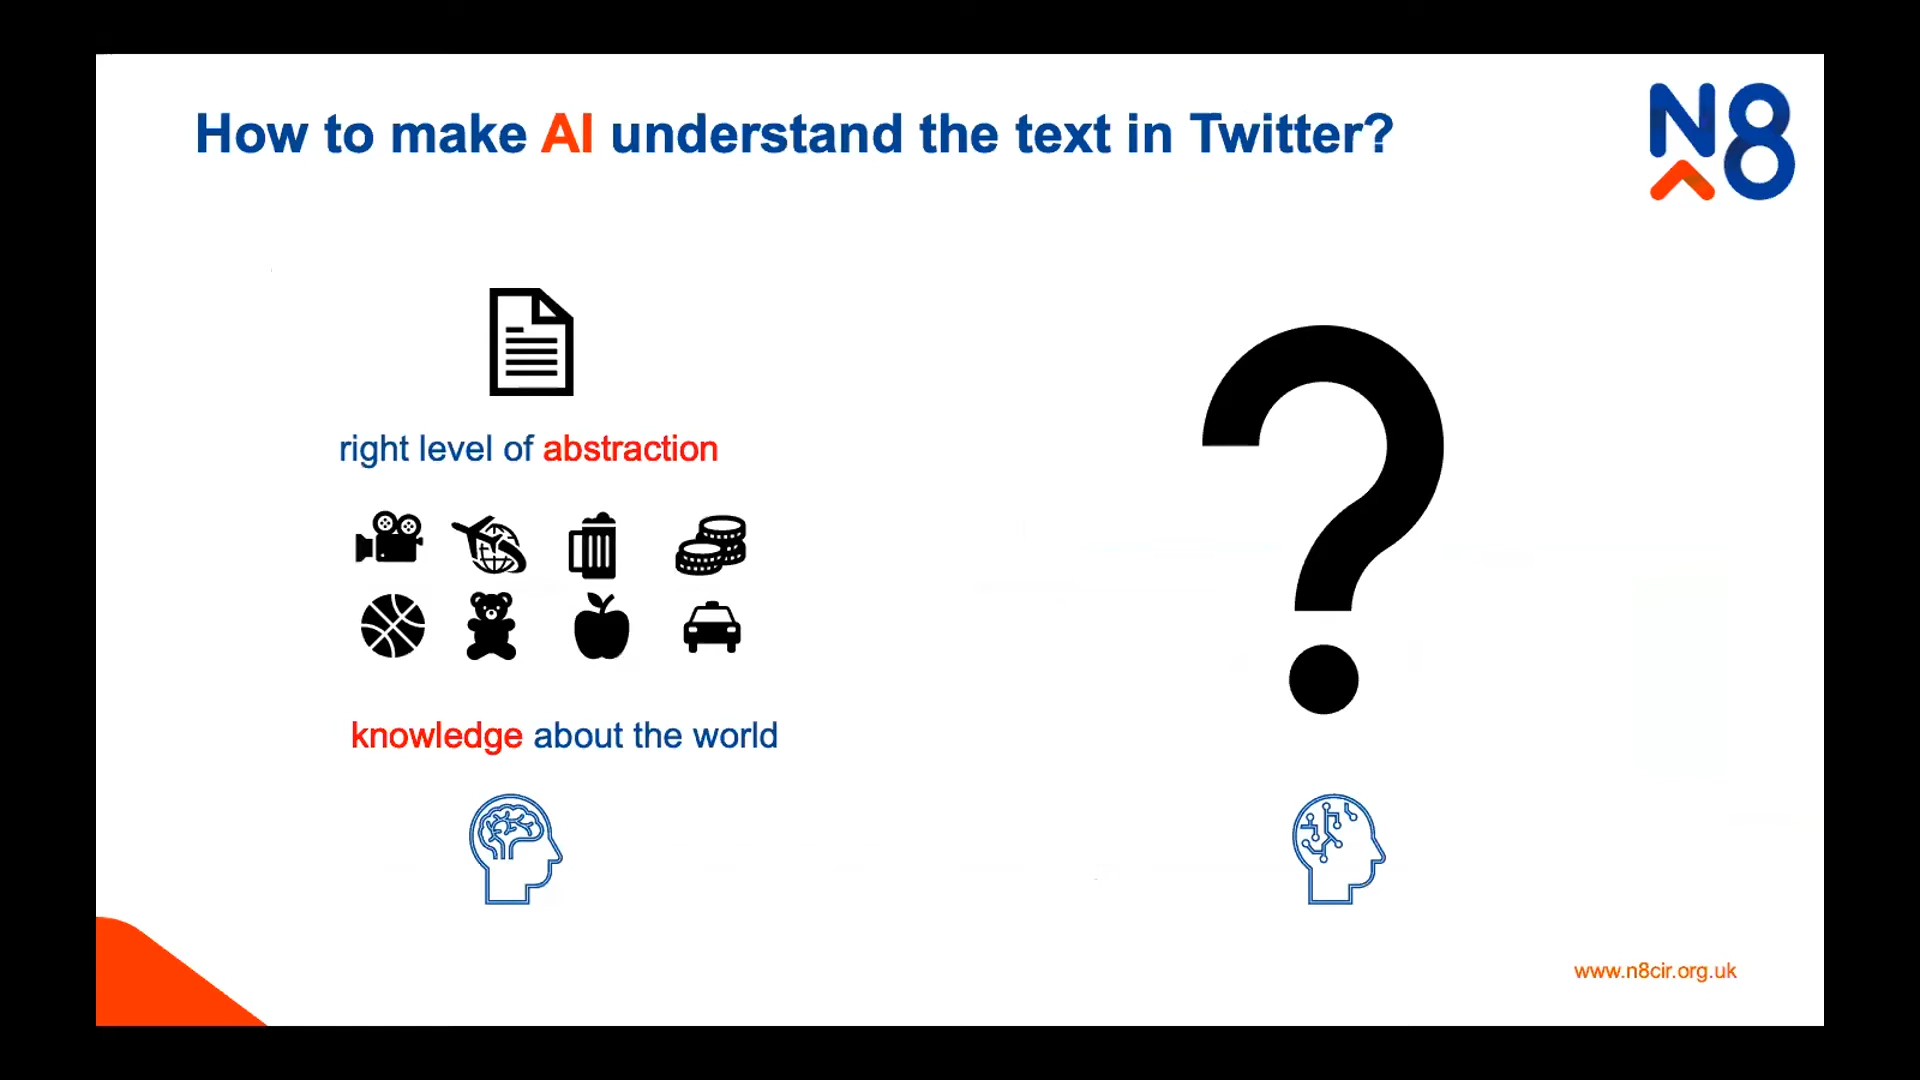 How to make AI understand the text in Twitter?
N8
right level of abstraction
knowledge about the world
www.n8cir.org.uk